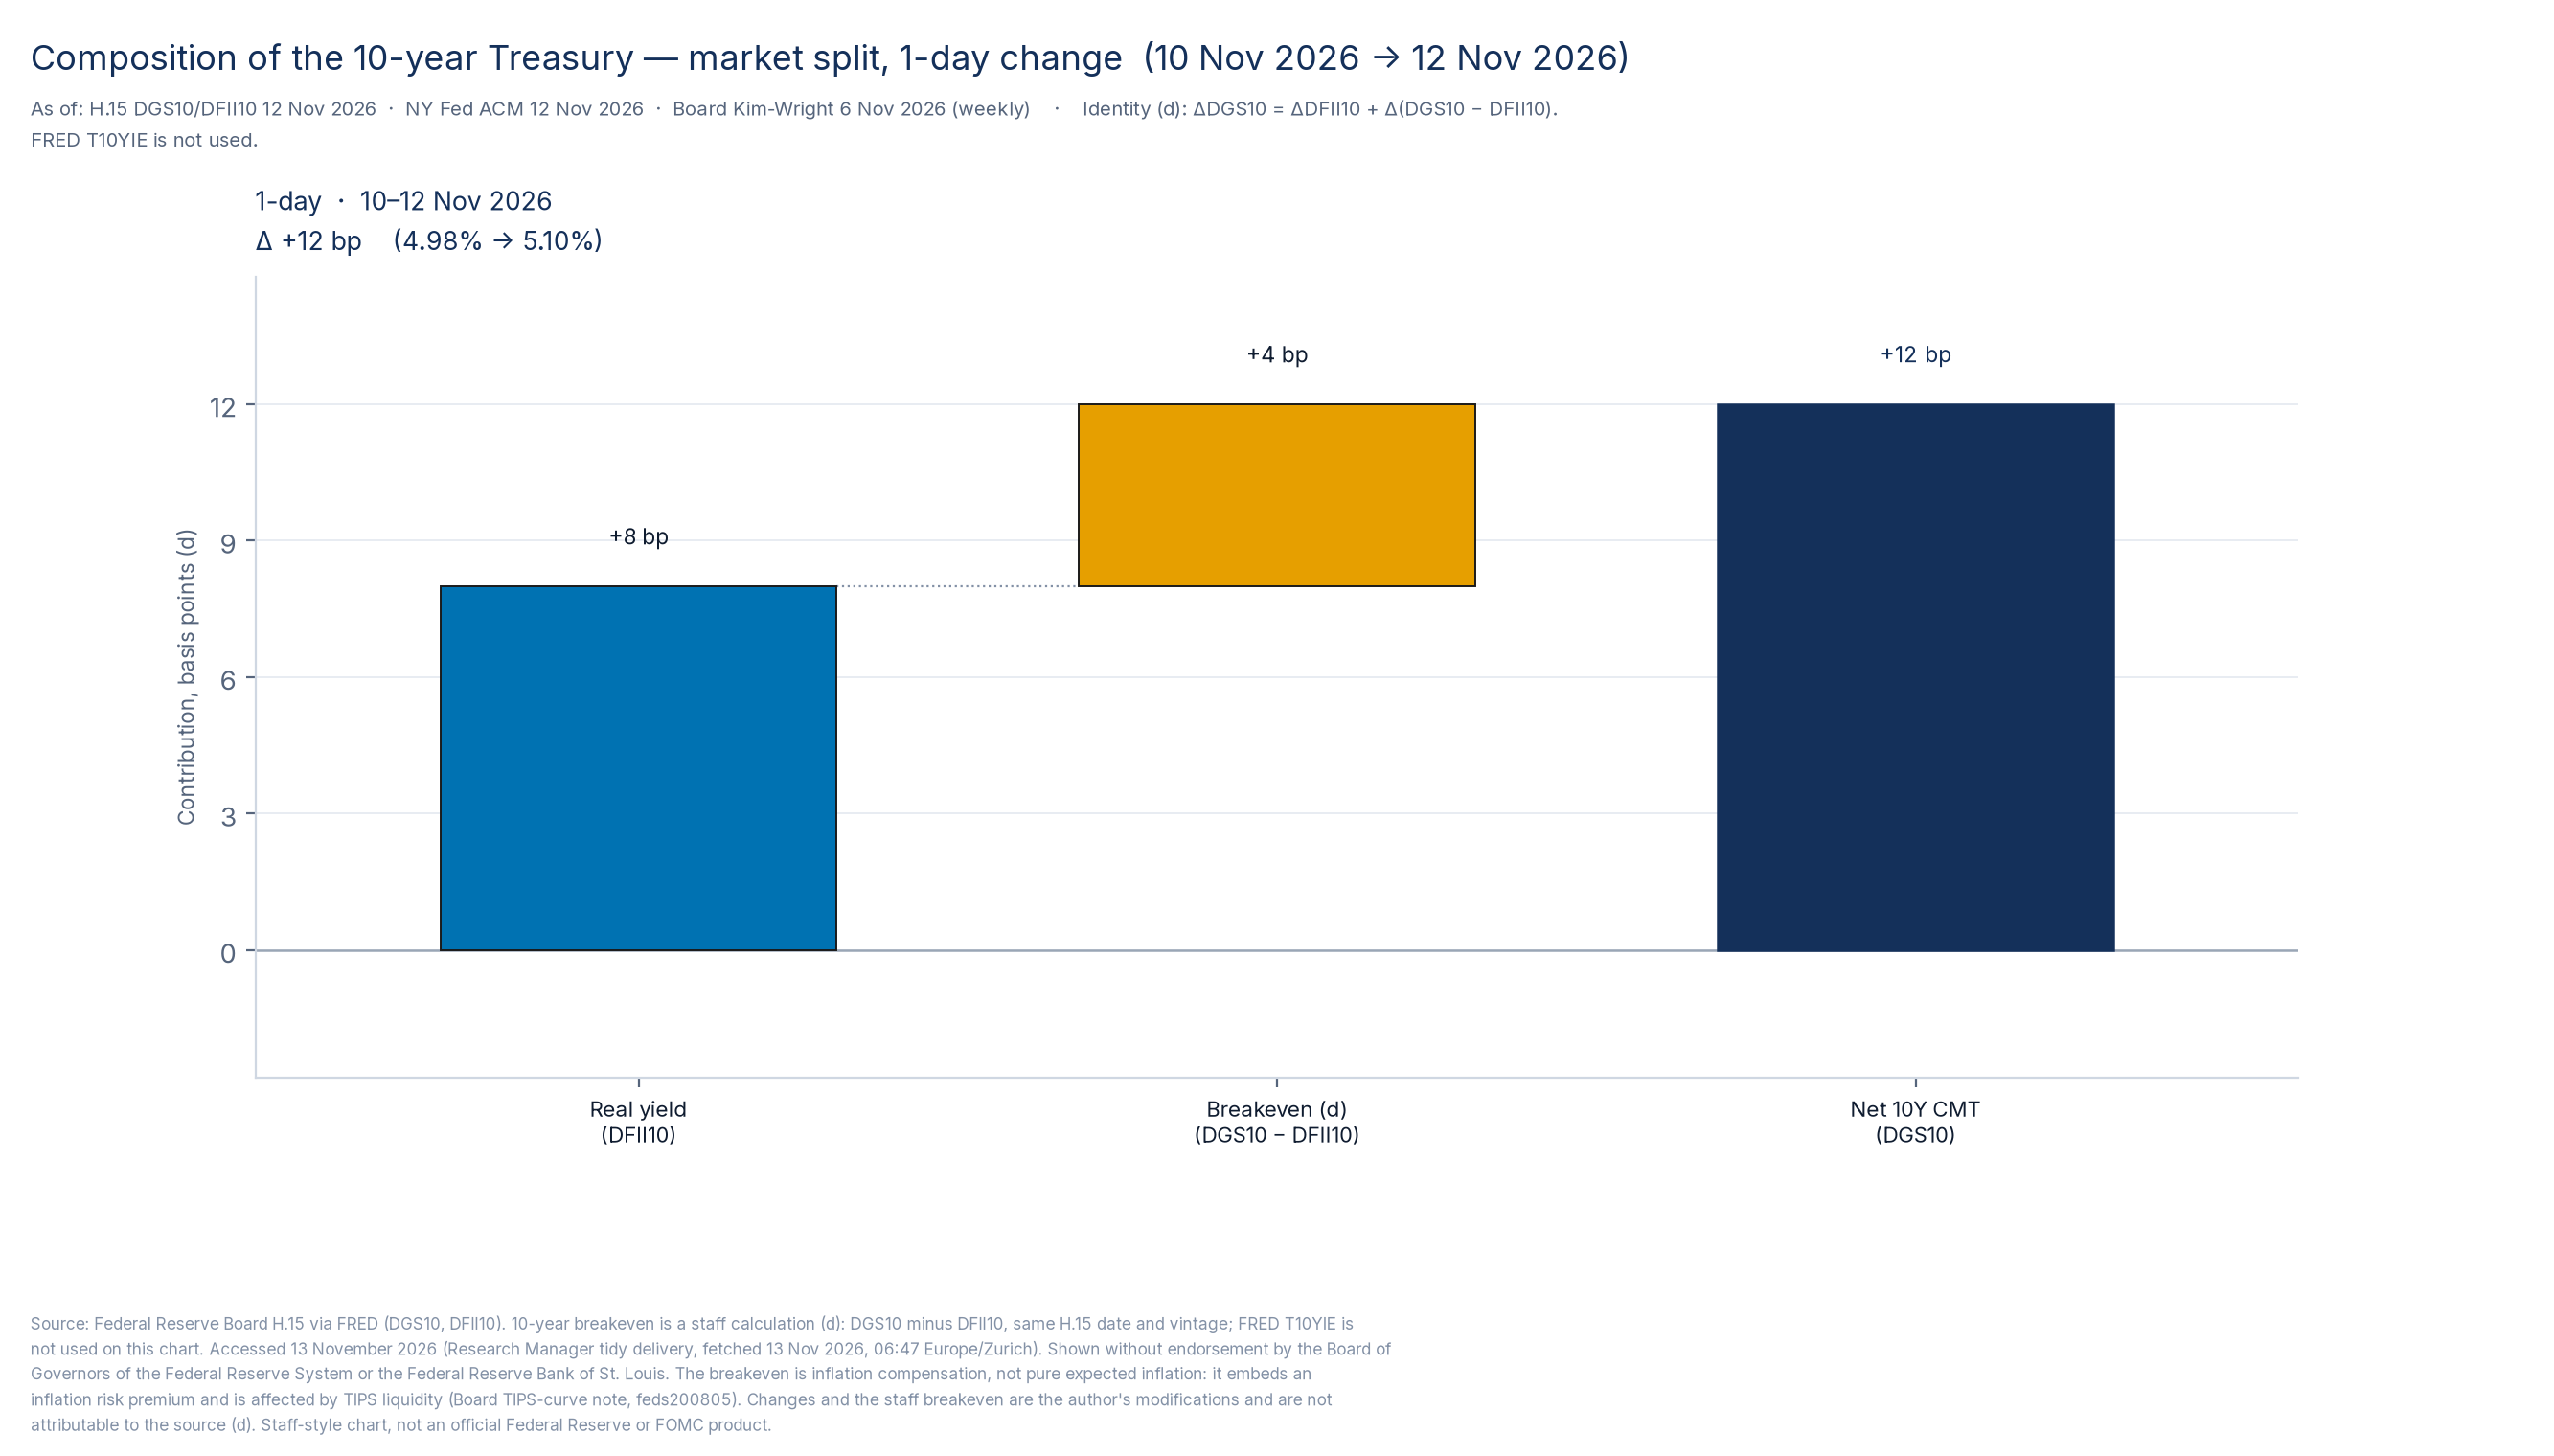 Composition of the 10-year Treasury — market split, 1-day change  (10 Nov 2026 → 12 Nov 2026)
As of: H.15 DGS10/DFII10 12 Nov 2026  ·  NY Fed ACM 12 Nov 2026  ·  Board Kim-Wright 6 Nov 2026 (weekly)    ·    Identity (d): ΔDGS10 = ΔDFII10 + Δ(DGS10 − DFII10).
FRED T10YIE is not used.
1-day  ·  10–12 Nov 2026
Δ +12 bp    (4.98% → 5.10%)
+4 bp
+12 bp
+8 bp
12
9
6
3
0
Contribution, basis points (d)
Real yield
(DFII10)
Breakeven (d)
(DGS10 − DFII10)
Net 10Y CMT
(DGS10)
Source: Federal Reserve Board H.15 via FRED (DGS10, DFII10). 10-year breakeven is a staff calculation (d): DGS10 minus DFII10, same H.15 date and vintage; FRED T10YIE is
not used on this chart. Accessed 13 November 2026 (Research Manager tidy delivery, fetched 13 Nov 2026, 06:47 Europe/Zurich). Shown without endorsement by the Board of
Governors of the Federal Reserve System or the Federal Reserve Bank of St. Louis. The breakeven is inflation compensation, not pure expected inflation: it embeds an
inflation risk premium and is affected by TIPS liquidity (Board TIPS-curve note, feds200805). Changes and the staff breakeven are the author's modifications and are not
attributable to the source (d). Staff-style chart, not an official Federal Reserve or FOMC product.